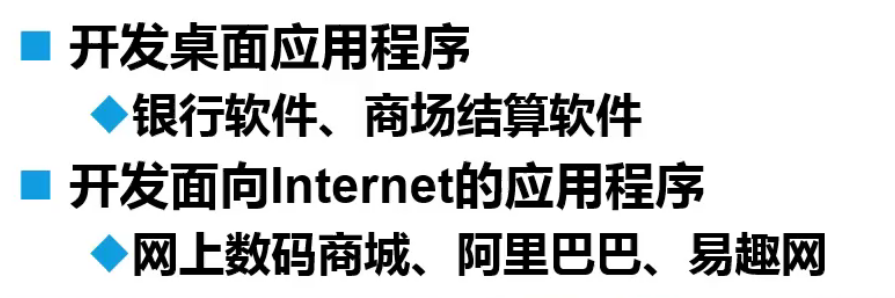 开发桌面应用程序
银行软件、商场结算软件
开发面向Internet的应用程序
网上数码商城、阿里巴巴、易趣网